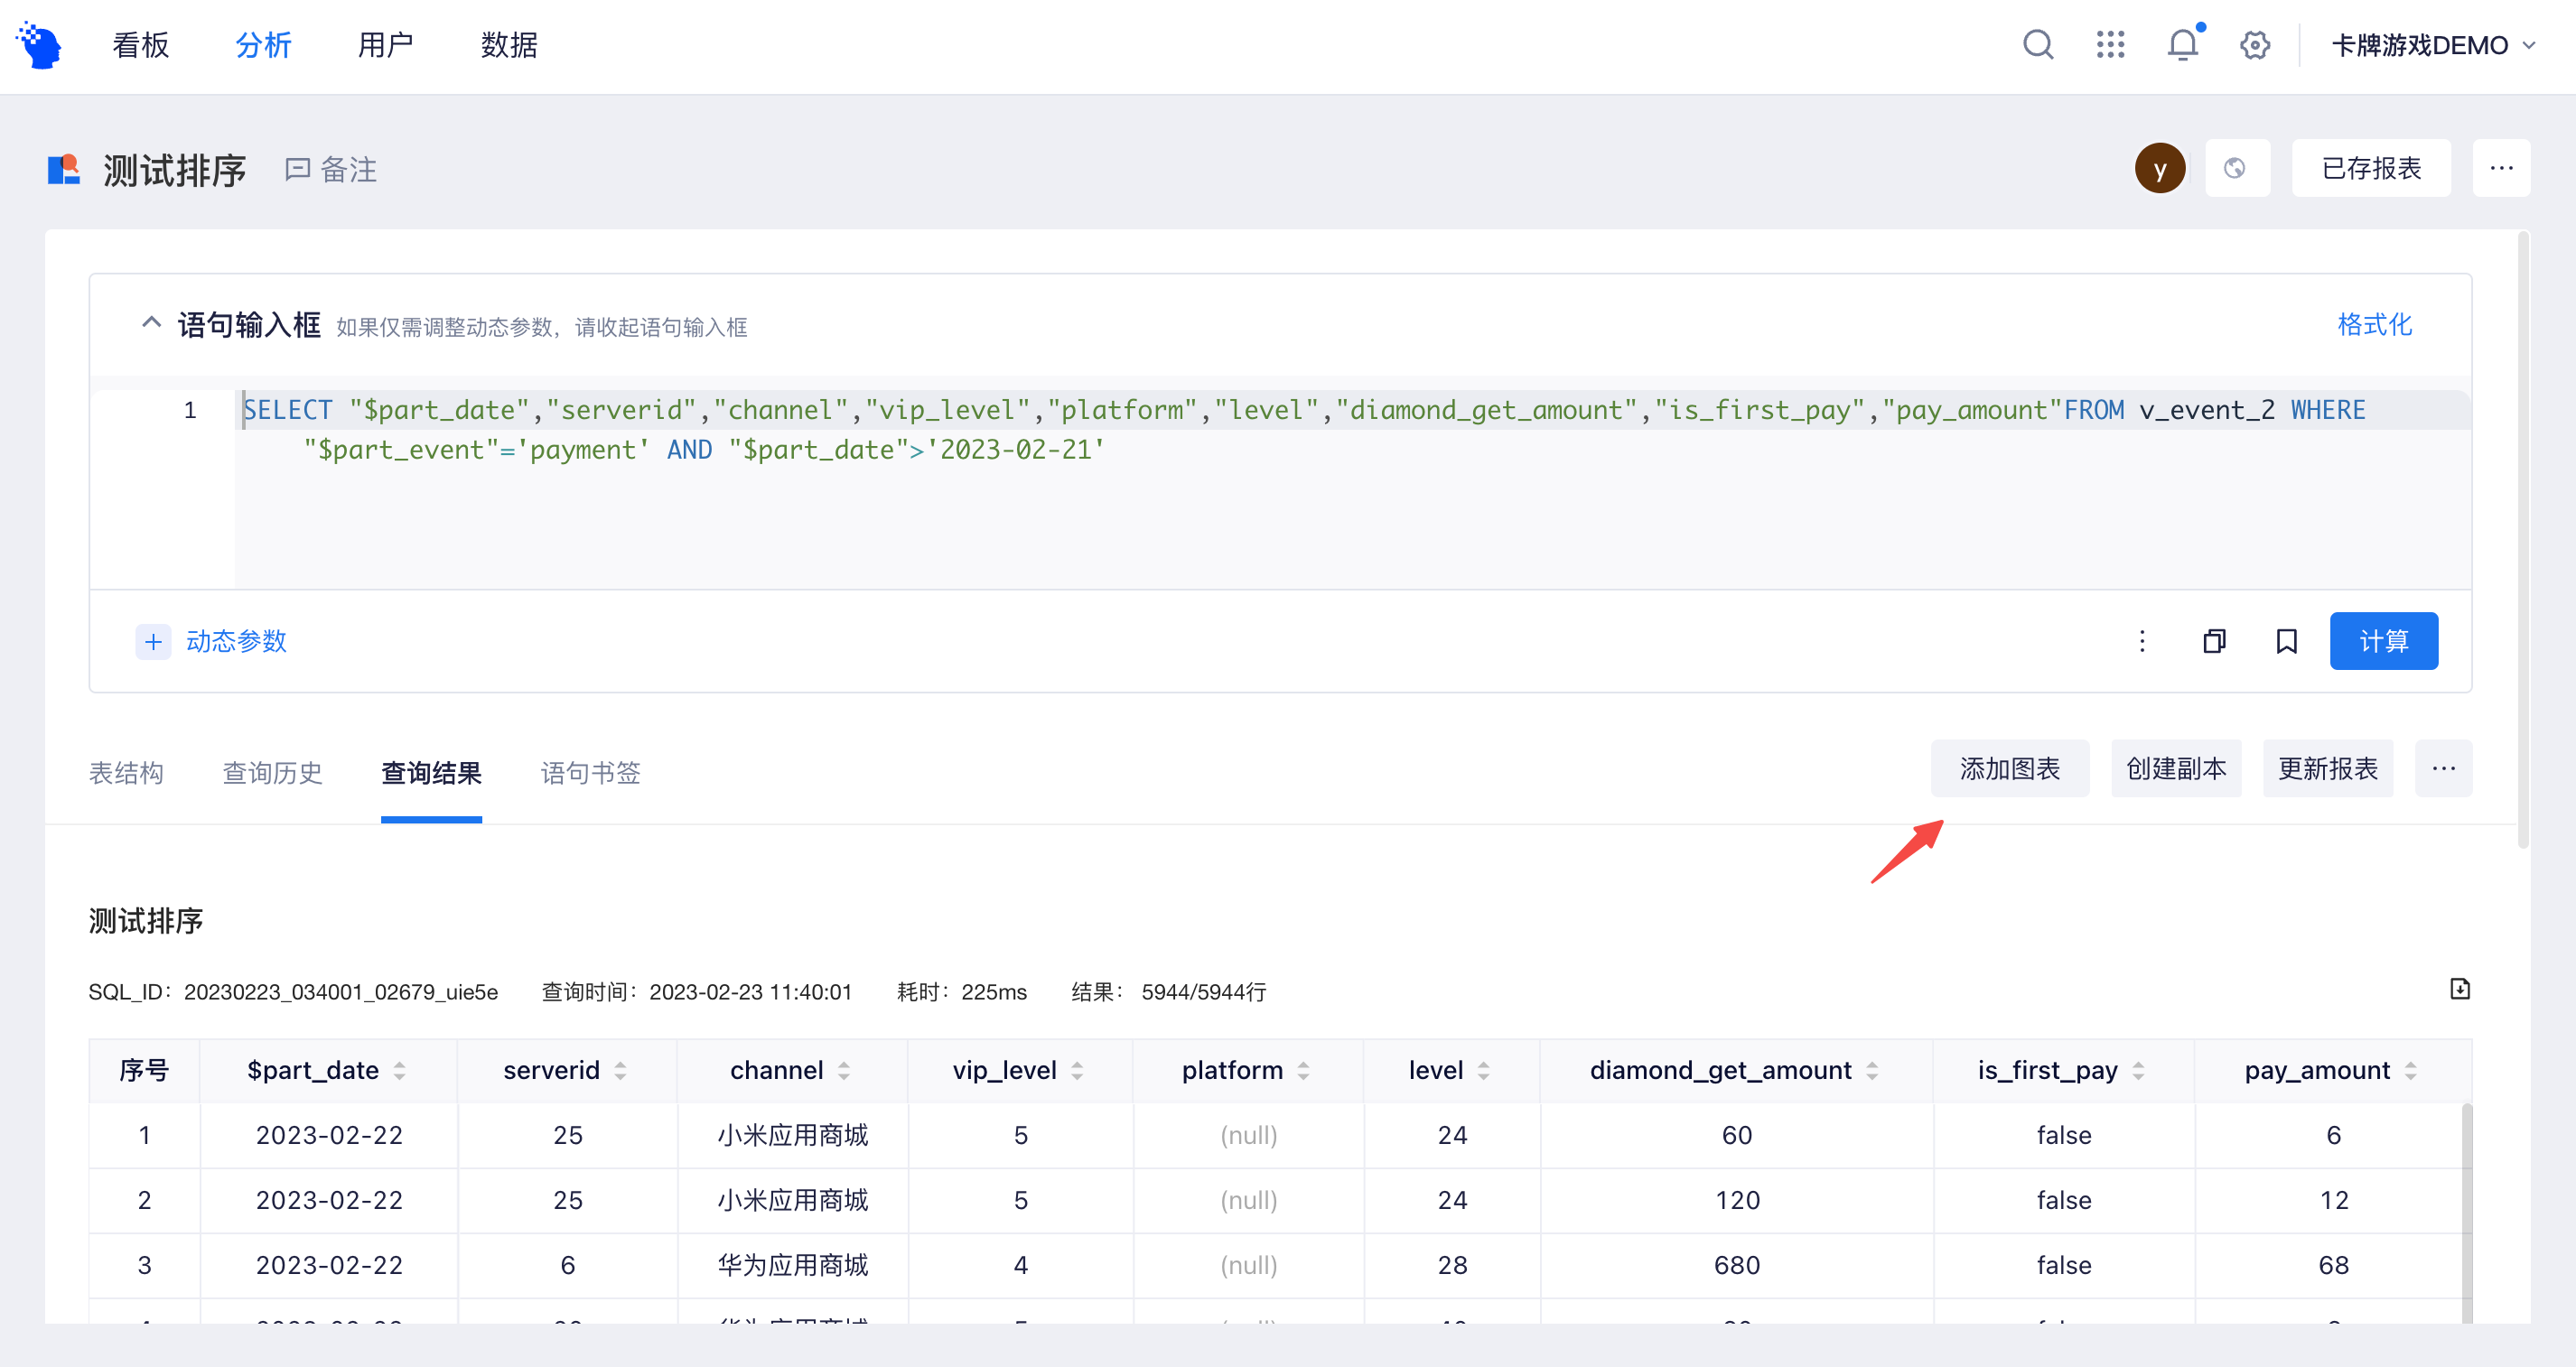 看板 分析 用户 数据 卡牌游戏DEMO
测试排序 备注 y 已存报表 ···
语句输入框 如果仅需调整动态参数，请收起语句输入框 格式化
1 SELECT "$part_date","serverid","channel","vip_level","platform","level","diamond_get_amount","is_first_pay","pay_amount"FROM v_event_2 WHERE
"$part_event"='payment' AND "$part_date">'2023-02-21'
+ 动态参数 计算
表结构 查询历史 查询结果 语句书签 添加图表 创建副本 更新报表 ···
测试排序
SQL_ID：20230223_034001_02679_uie5e 查询时间：2023-02-23 11:40:01 耗时：225ms 结果： 5944/5944行
序号 $part_date serverid channel vip_level platform level diamond_get_amount is_first_pay pay_amount
1 2023-02-22 25 小米应用商城 5 (null) 24 60 false 6
2 2023-02-22 25 小米应用商城 5 (null) 24 120 false 12
3 2023-02-22 6 华为应用商城 4 (null) 28 680 false 68